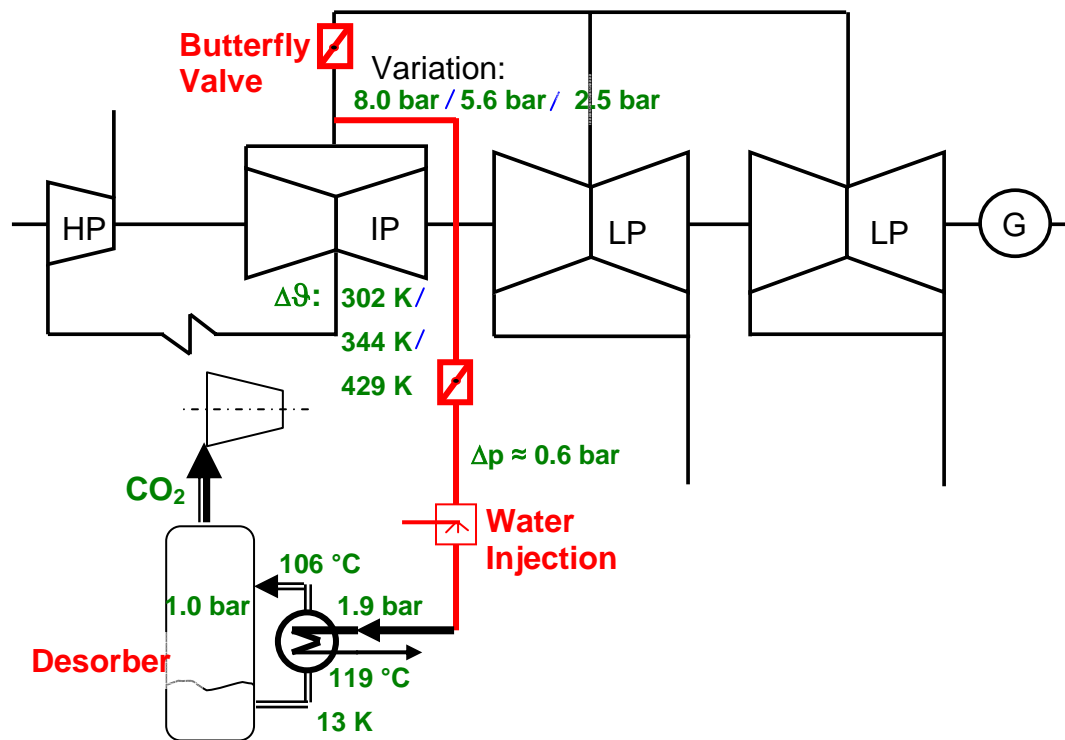 Butterfly
Valve
Variation:
8.0 bar / 5.6 bar / 2.5 bar
HP
IP
LP
LP
G
Δϑ: 302 K/
344 K/
429 K
Δp ≈ 0.6 bar
CO₂
Water
Injection
106 °C
1.0 bar
1.9 bar
Desorber
119 °C
13 K